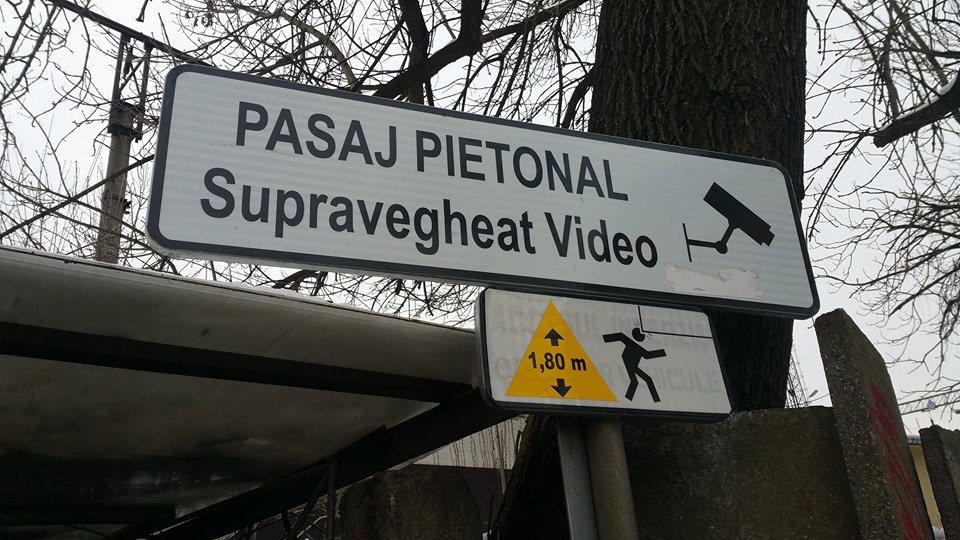 PASAJ PIETONAL
Supravegheat Video
1,80 m